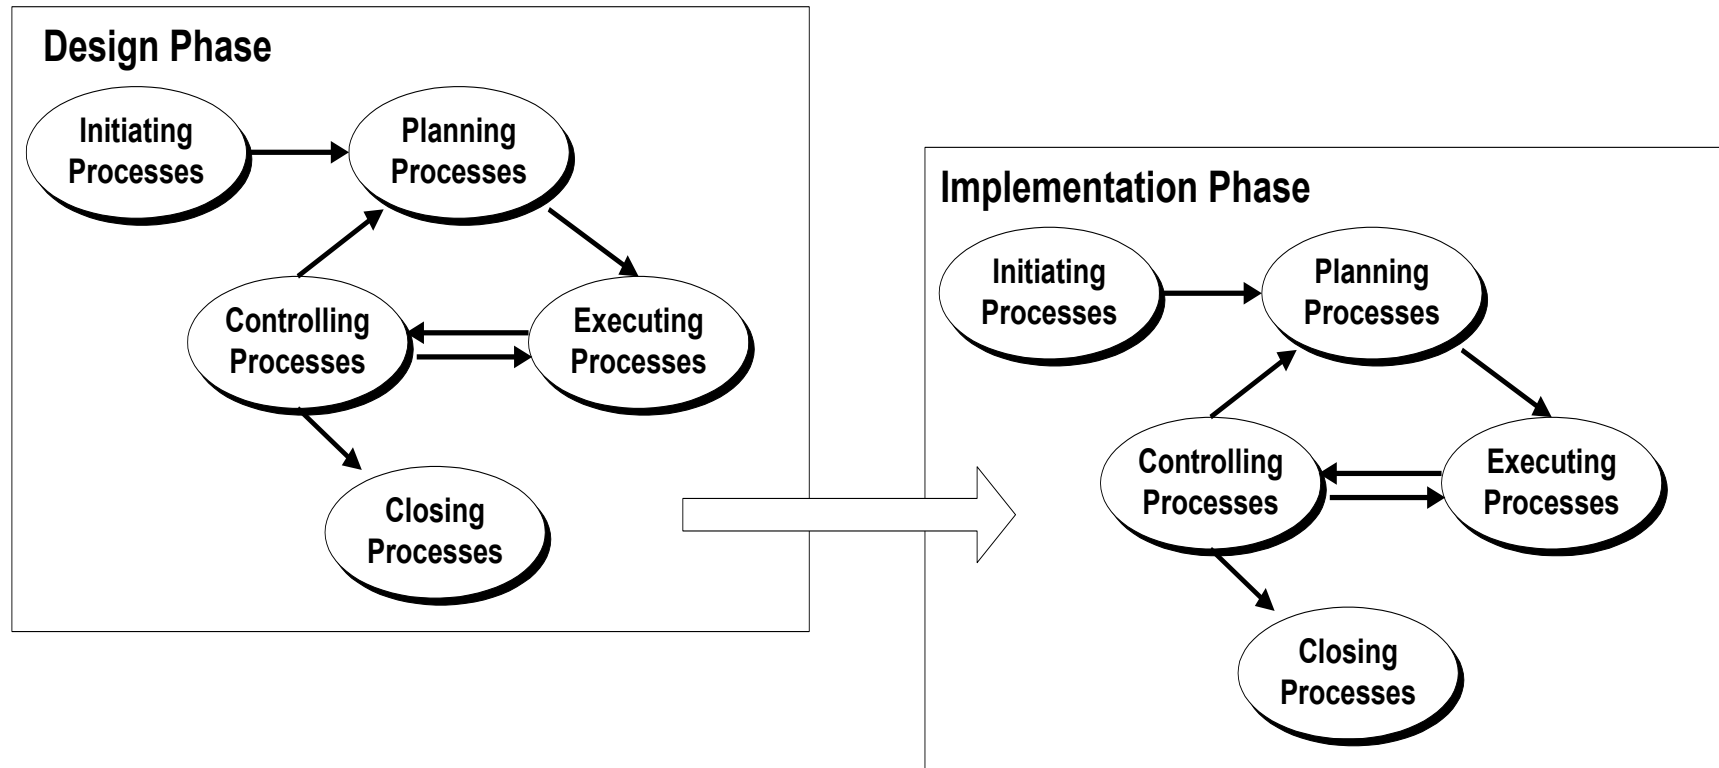 Design Phase
Initiating
Processes
Planning
Processes
Controlling
Processes
Executing
Processes
Closing
Processes
Implementation Phase
Initiating
Processes
Planning
Processes
Controlling
Processes
Executing
Processes
Closing
Processes